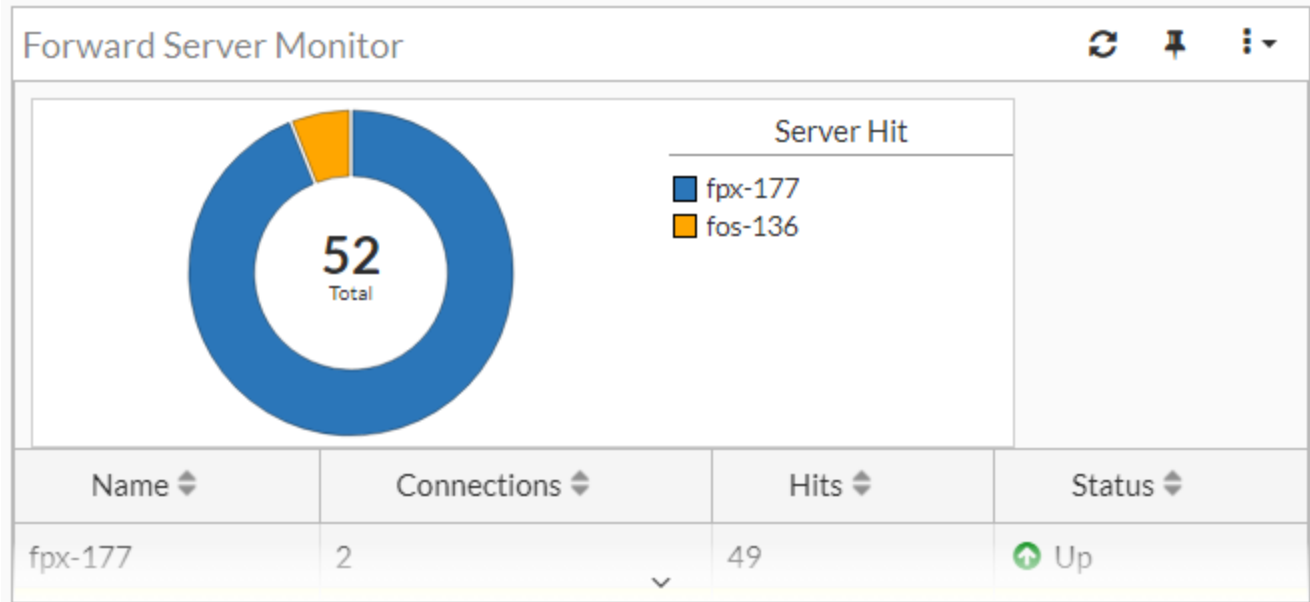 Forward Server Monitor
Server Hit
fpx-177
fos-136
52
Total
Name Connections Hits Status
fpx-177 2 49 Up